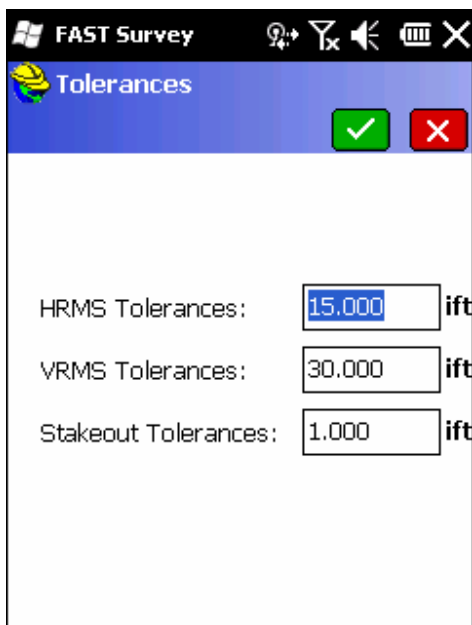 FAST Survey
Tolerances
HRMS Tolerances: 15.000 ift
VRMS Tolerances: 30.000 ift
Stakeout Tolerances: 1.000 ift